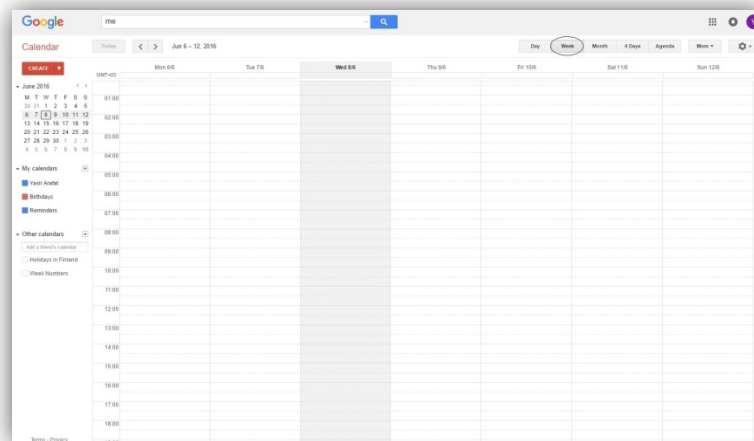 Google
me
Calendar
Today
Jun 6 – 12, 2016
Day Week Month 4 Days Agenda More
CREATE
GMT+03
Mon 6/6 Tue 7/6 Wed 8/6 Thu 9/6 Fri 10/6 Sat 11/6 Sun 12/6
June 2016
M T W T F S S
30 31 1 2 3 4 5
6 7 8 9 10 11 12
13 14 15 16 17 18 19
20 21 22 23 24 25 26
27 28 29 30 1 2 3
4 5 6 7 8 9 10
My calendars
Yasir Arafat
Birthdays
Reminders
Other calendars
Add a friend's calendar
Holidays in Finland
Week Numbers
Terms - Privacy
01:00
02:00
03:00
04:00
05:00
06:00
07:00
08:00
09:00
10:00
11:00
12:00
13:00
14:00
15:00
16:00
17:00
18:00